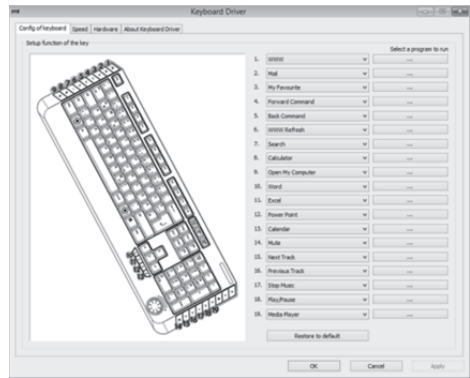 Keyboard Driver
Config of keyboard Speed Hardware About Keyboard Driver
Setup function of the key
Select a program to run
1. WWW ...
2. Mail ...
3. My Favourite ...
4. Forward Command ...
5. Back Command ...
6. WWW Refresh ...
7. Search ...
8. Calculator ...
9. Open My Computer ...
10. Word ...
11. Excel ...
12. Power Point ...
13. Calendar ...
14. Mute ...
15. Next Track ...
16. Previous Track ...
17. Stop Music ...
18. Play/Pause ...
19. Media Player ...
Restore to default
OK Cancel Apply